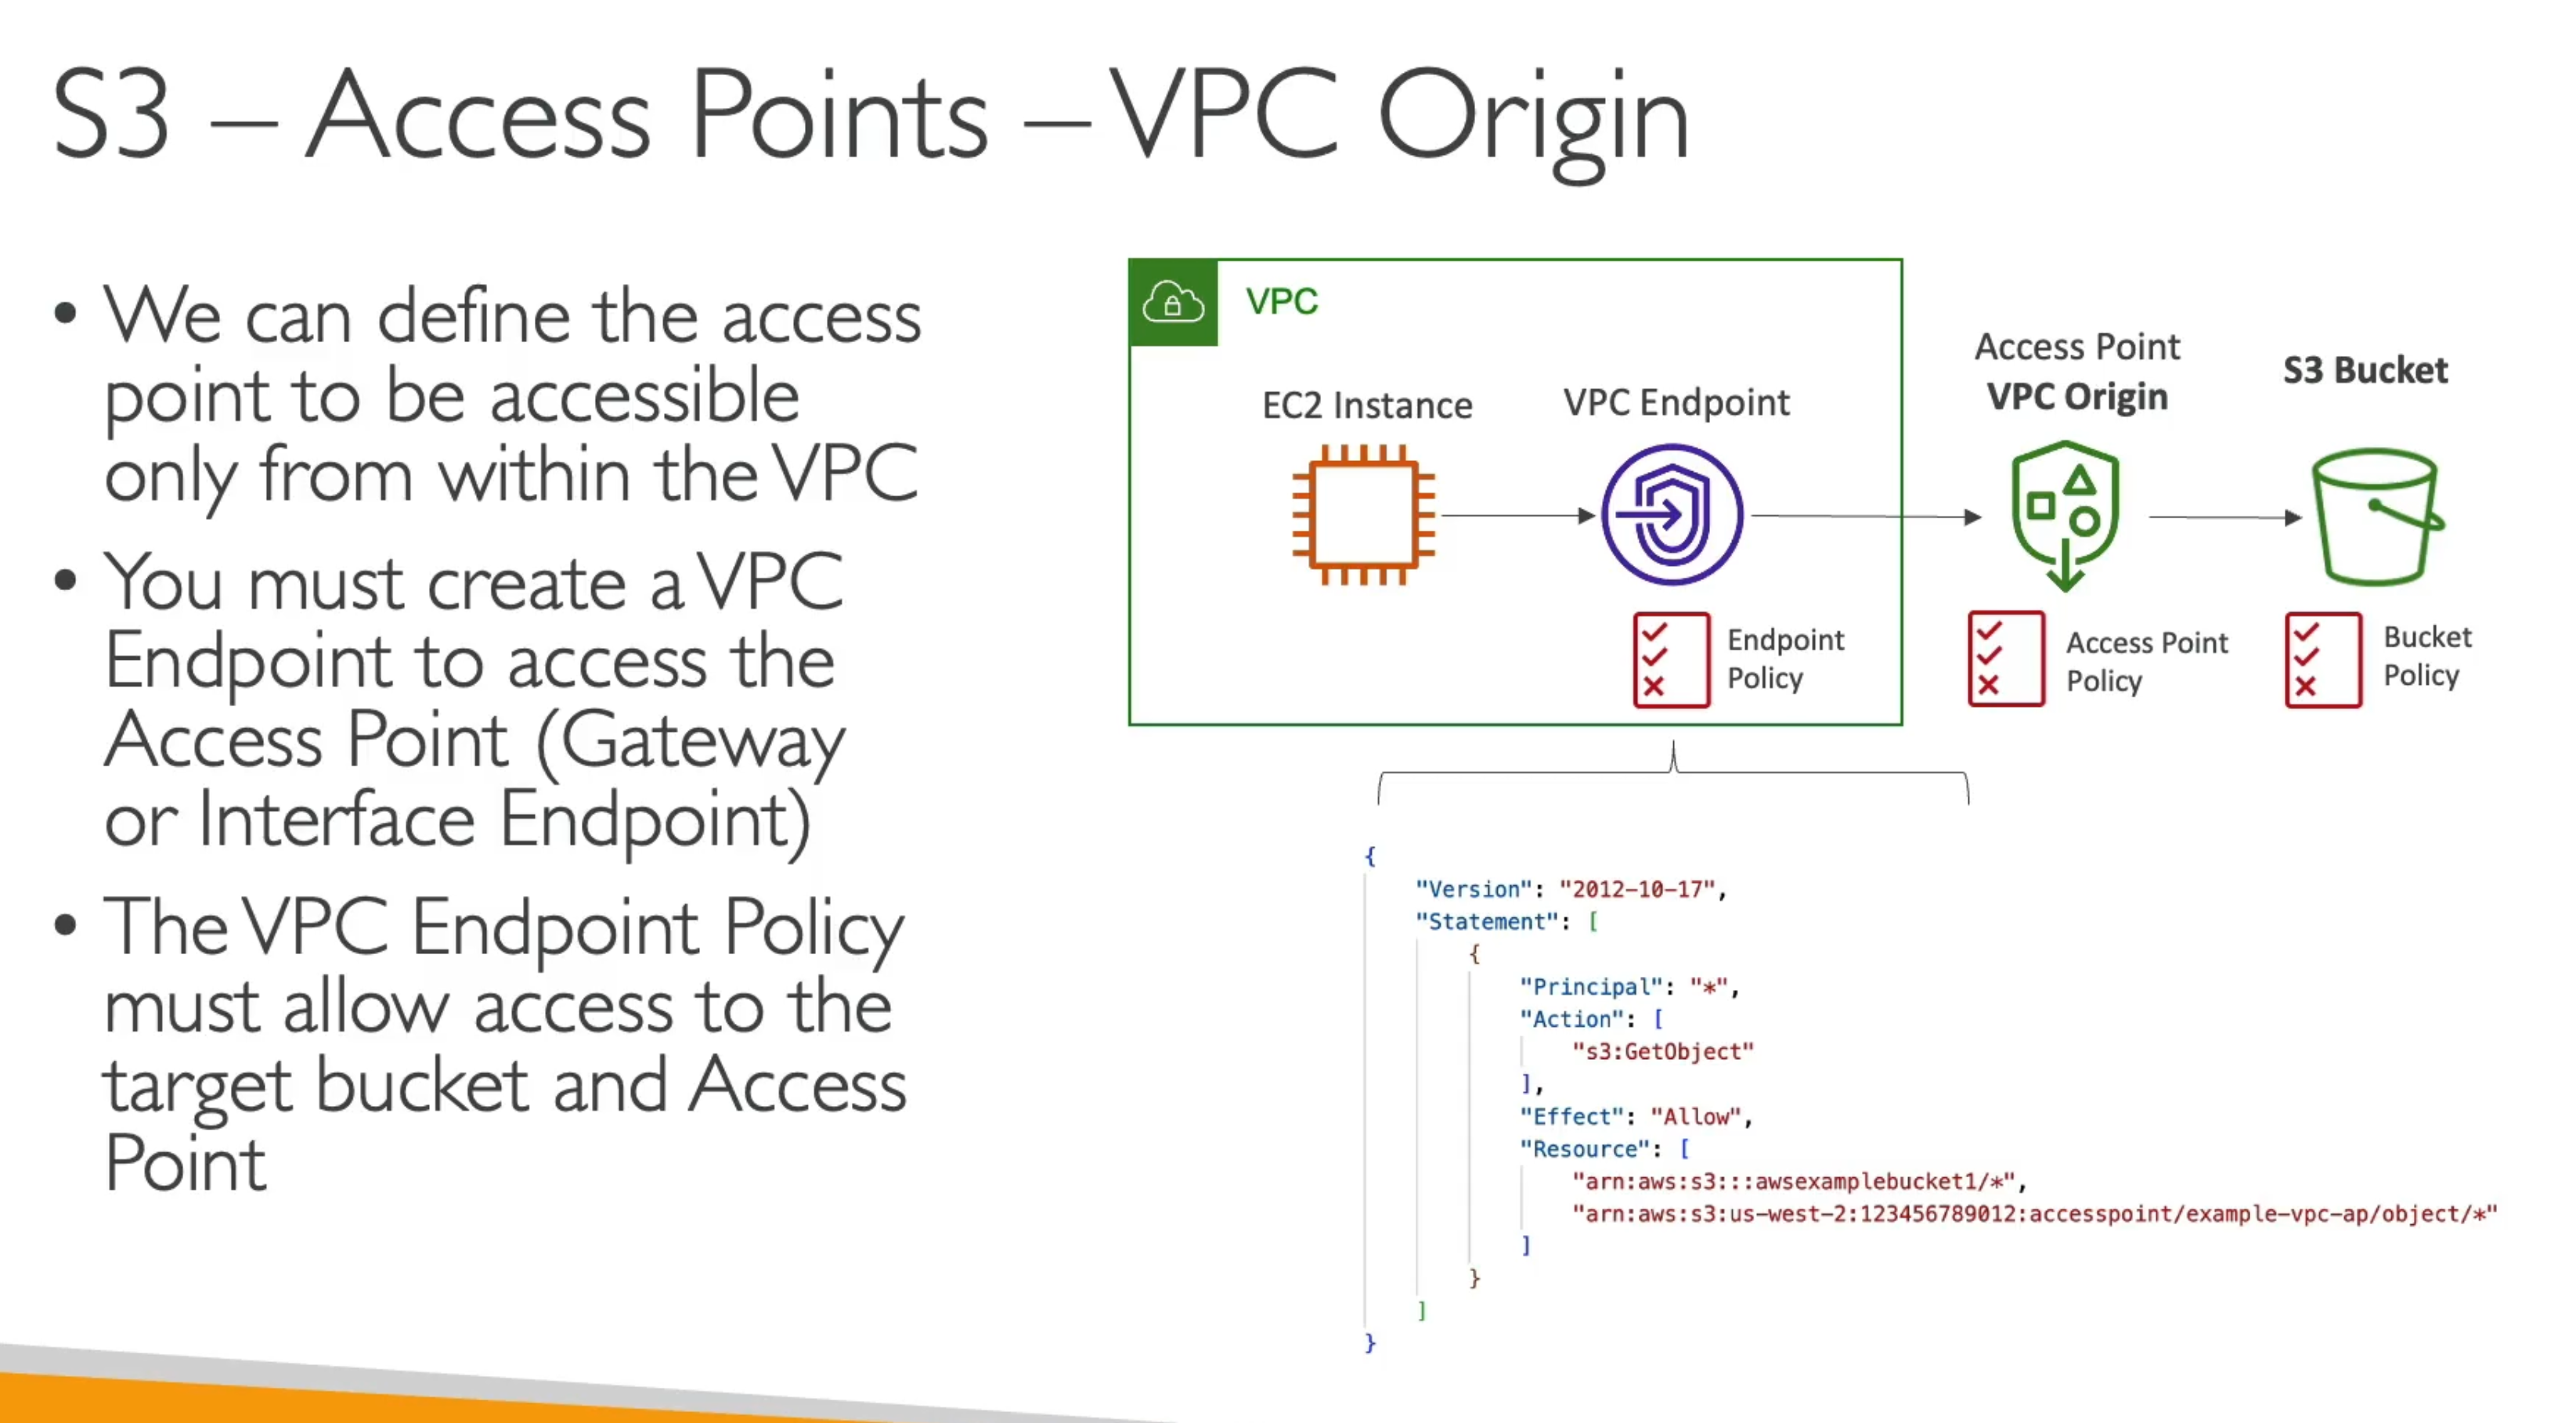 S3 – Access Points – VPC Origin
• We can define the access
point to be accessible
only from within the VPC
• You must create a VPC
Endpoint to access the
Access Point (Gateway
or Interface Endpoint)
• The VPC Endpoint Policy
must allow access to the
target bucket and Access
Point
VPC
EC2 Instance
VPC Endpoint
Access Point
VPC Origin
S3 Bucket
Endpoint
Policy
Access Point
Policy
Bucket
Policy
{
"Version": "2012-10-17",
"Statement": [
{
"Principal": "*",
"Action": [
"s3:GetObject"
],
"Effect": "Allow",
"Resource": [
"arn:aws:s3:::awsexamplebucket1/*",
"arn:aws:s3:us-west-2:123456789012:accesspoint/example-vpc-ap/object/*"
]
}
]
}